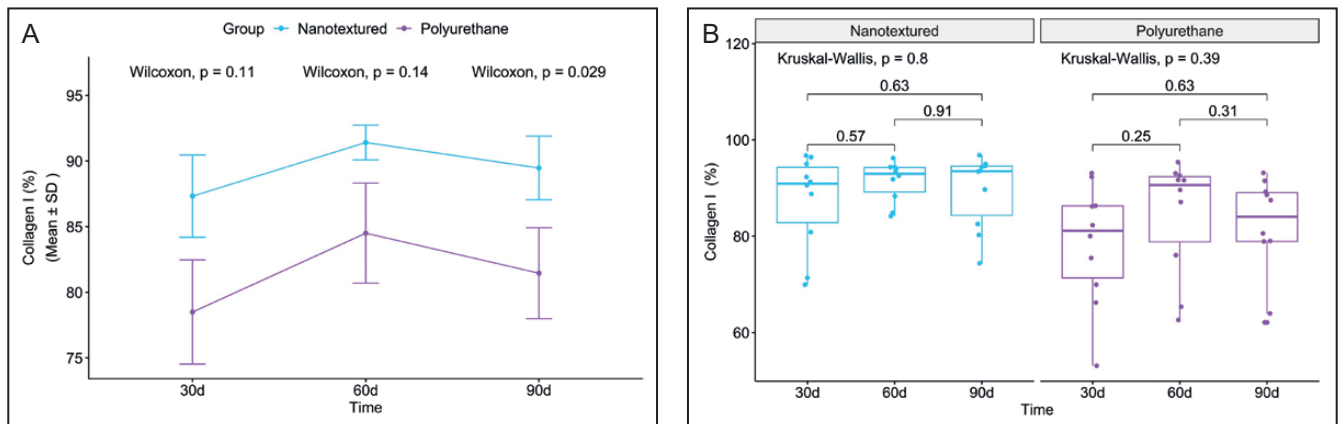 A
Group Nanotextured Polyurethane
Wilcoxon, p = 0.11 Wilcoxon, p = 0.14 Wilcoxon, p = 0.029
95
90
85
80
75
Collagen I (%)
(Mean ± SD)
30d 60d 90d
Time
B
Nanotextured Polyurethane
120
100
80
60
Collagen I (%)
Kruskal-Wallis, p = 0.8
0.63
0.91
0.57
Kruskal-Wallis, p = 0.39
0.63
0.31
0.25
30d 60d 90d 30d 60d 90d
Time